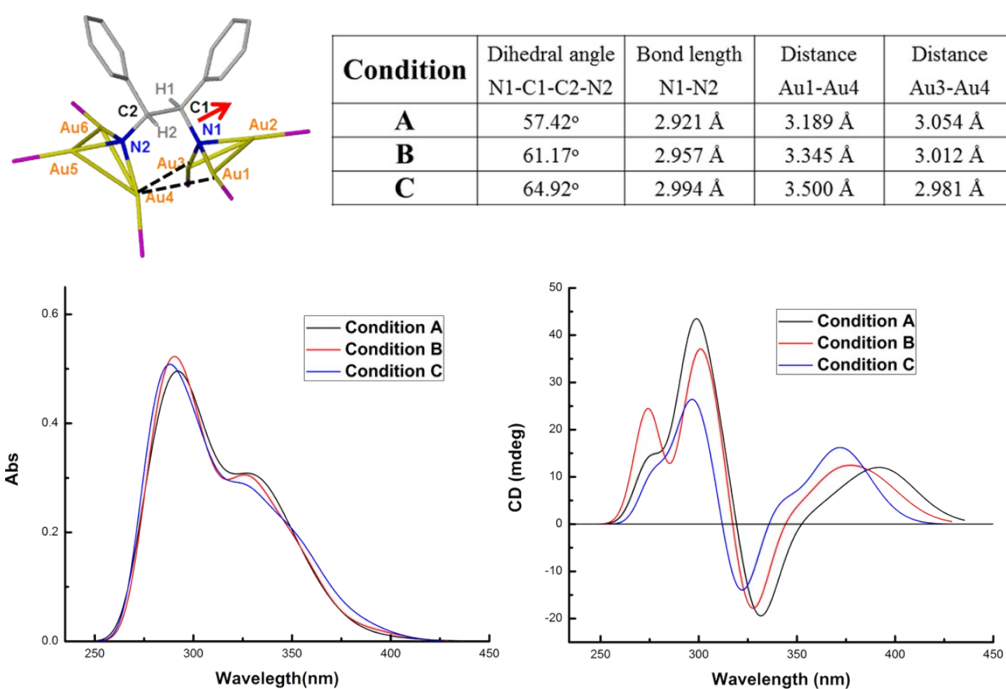 H1
C2
C1
H2
N1
Au2
Au6
N2
Au3
Au5
Au1
Au4
Condition
Dihedral angle
N1-C1-C2-N2
Bond length
N1-N2
Distance
Au1-Au4
Distance
Au3-Au4
A 57.42º 2.921 Å 3.189 Å 3.054 Å
B 61.17º 2.957 Å 3.345 Å 3.012 Å
C 64.92º 2.994 Å 3.500 Å 2.981 Å
Abs
0.6
0.4
0.2
0.0
Condition A
Condition B
Condition C
250 300 350 400 450
Wavelegth(nm)
CD (mdeg)
50
40
30
20
10
0
-10
-20
Condition A
Condition B
Condition C
250 300 350 400 450
Wavelength (nm)